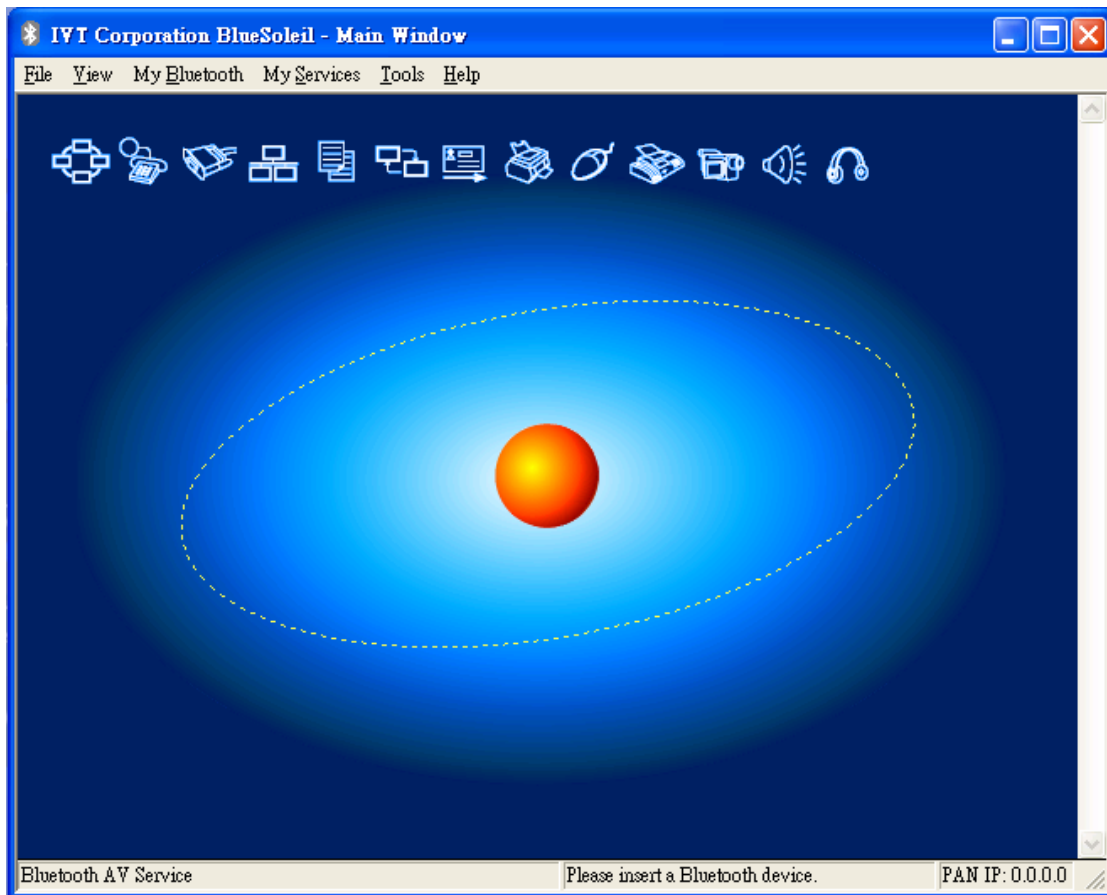 IVT Corporation BlueSoleil - Main Window
File View My Bluetooth My Services Tools Help
Bluetooth AV Service Please insert a Bluetooth device. PAN IP: 0.0.0.0